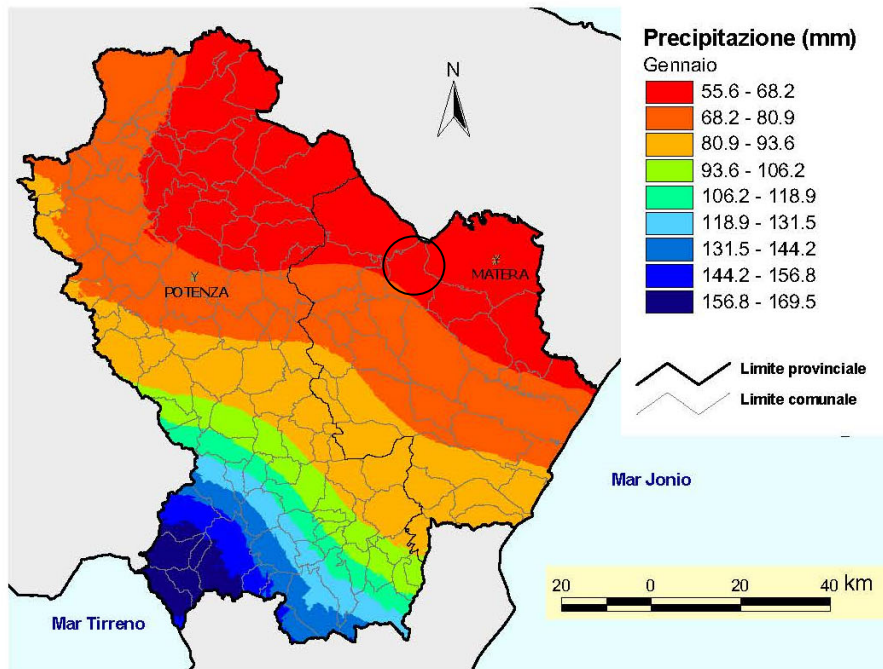 Precipitazione (mm)
Gennaio
55.6 - 68.2
68.2 - 80.9
80.9 - 93.6
93.6 - 106.2
106.2 - 118.9
118.9 - 131.5
131.5 - 144.2
144.2 - 156.8
156.8 - 169.5
Limite provinciale
Limite comunale
N
MATERA
POTENZA
Mar Jonio
Mar Tirreno
20 0 20 40 km